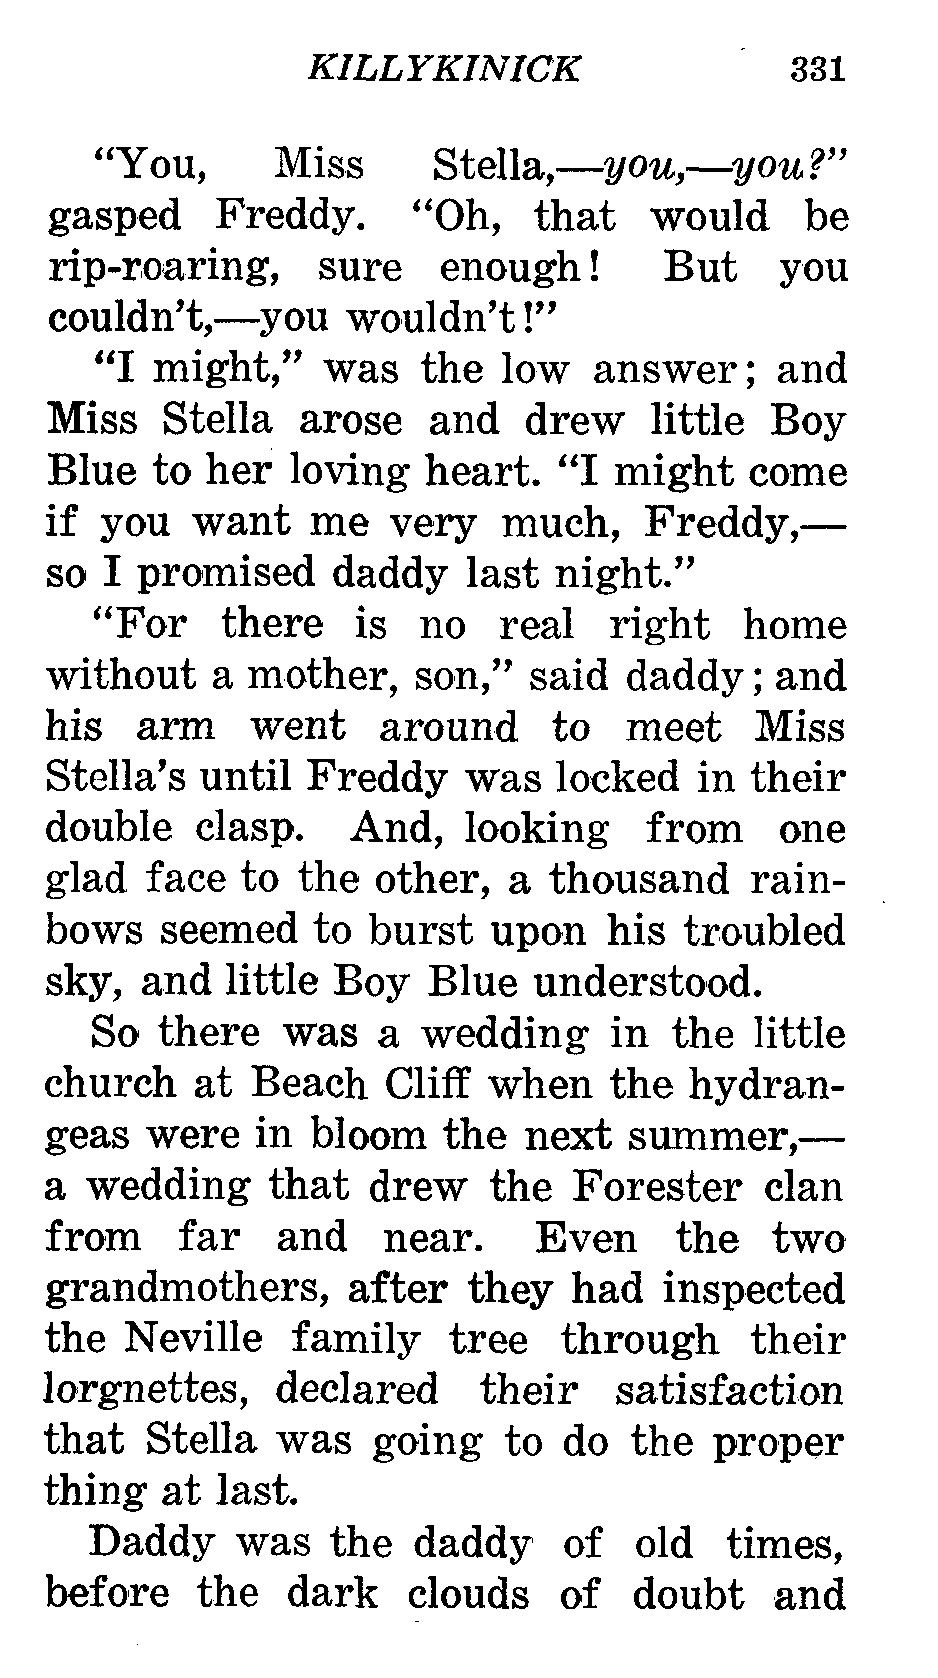 KILLYKINICK 331
"You, Miss Stella,—you,—you?"
gasped Freddy. "Oh, that would be
rip-roaring, sure enough! But you
couldn't,—you wouldn't!"
"I might," was the low answer; and
Miss Stella arose and drew little Boy
Blue to her loving heart. "I might come
if you want me very much, Freddy,—
so I promised daddy last night."
"For there is no real right home
without a mother, son," said daddy; and
his arm went around to meet Miss
Stella's until Freddy was locked in their
double clasp. And, looking from one
glad face to the other, a thousand rain-
bows seemed to burst upon his troubled
sky, and little Boy Blue understood.
So there was a wedding in the little
church at Beach Cliff when the hydran-
geas were in bloom the next summer,—
a wedding that drew the Forester clan
from far and near. Even the two
grandmothers, after they had inspected
the Neville family tree through their
lorgnettes, declared their satisfaction
that Stella was going to do the proper
thing at last.
Daddy was the daddy of old times,
before the dark clouds of doubt and